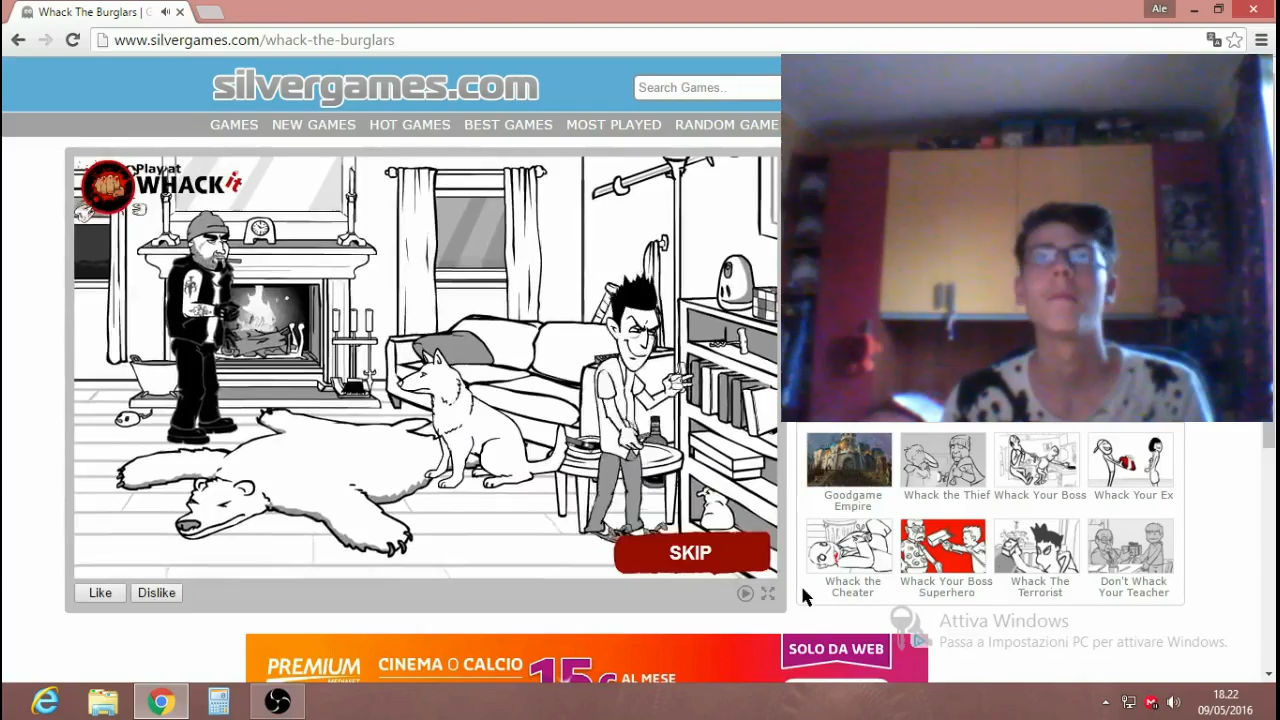 Whack The Burglars | G
Ale
www.silvergames.com/whack-the-burglars
silvergames.com
Search Games..
GAMES NEW GAMES HOT GAMES BEST GAMES MOST PLAYED RANDOM GAME
Play at
WHACK it
SKIP
Like Dislike
Goodgame Empire
Whack the Thief
Whack Your Boss
Whack Your Ex
Whack the Cheater
Whack Your Boss Superhero
Whack The Terrorist
Don't Whack Your Teacher
Attiva Windows
Passa a Impostazioni PC per attivare Windows.
PREMIUM
MEDIASET
CINEMA O CALCIO 15€ AL MESE
SOLO DA WEB
18.22
09/05/2016